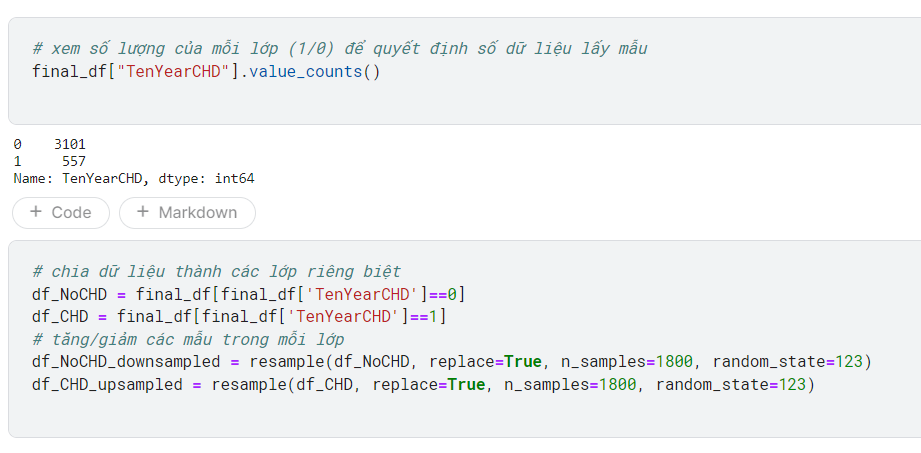 # xem số lượng của mỗi lớp (1/0) để quyết định số dữ liệu lấy mẫu
final_df["TenYearCHD"].value_counts()
0    3101
1     557
Name: TenYearCHD, dtype: int64
+ Code
+ Markdown
# chia dữ liệu thành các lớp riêng biệt
df_NoCHD = final_df[final_df['TenYearCHD']==0]
df_CHD = final_df[final_df['TenYearCHD']==1]
# tăng/giảm các mẫu trong mỗi lớp
df_NoCHD_downsampled = resample(df_NoCHD, replace=True, n_samples=1800, random_state=123)
df_CHD_upsampled = resample(df_CHD, replace=True, n_samples=1800, random_state=123)